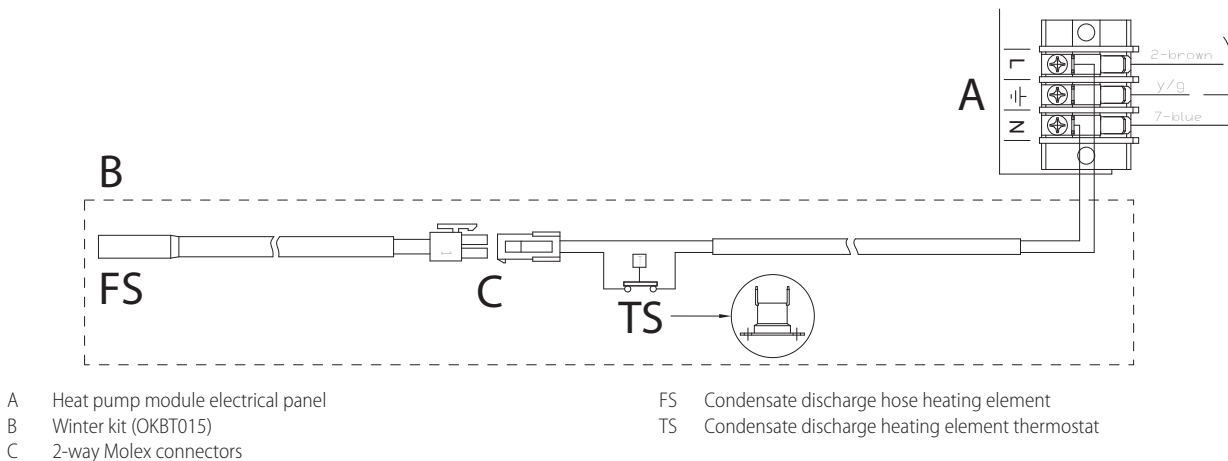 L
2-brown
A
y/g
N
7-blue
B
FS
C
TS
A Heat pump module electrical panel
B Winter kit (OKBT015)
C 2-way Molex connectors
FS Condensate discharge hose heating element
TS Condensate discharge heating element thermostat